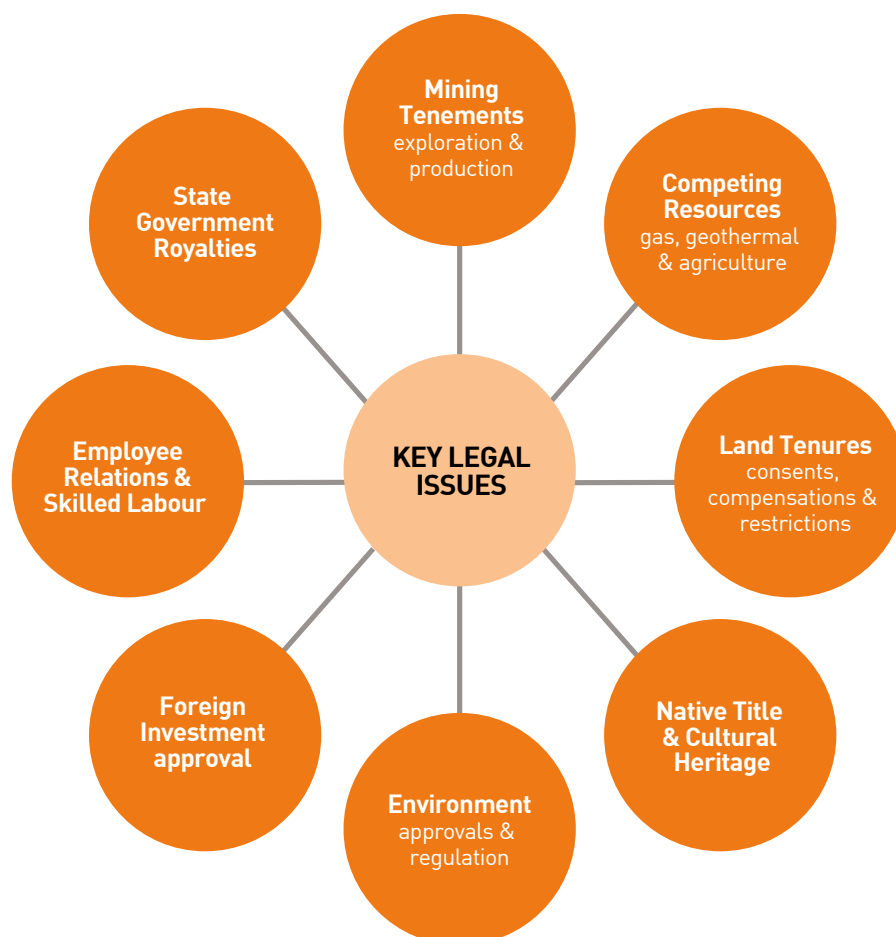 Mining
Tenements
exploration &
production
Competing
Resources
gas, geothermal
& agriculture
Land Tenures
consents,
compensations &
restrictions
Native Title
& Cultural
Heritage
Environment
approvals &
regulation
Foreign
Investment
approval
Employee
Relations &
Skilled Labour
State
Government
Royalties
KEY LEGAL
ISSUES